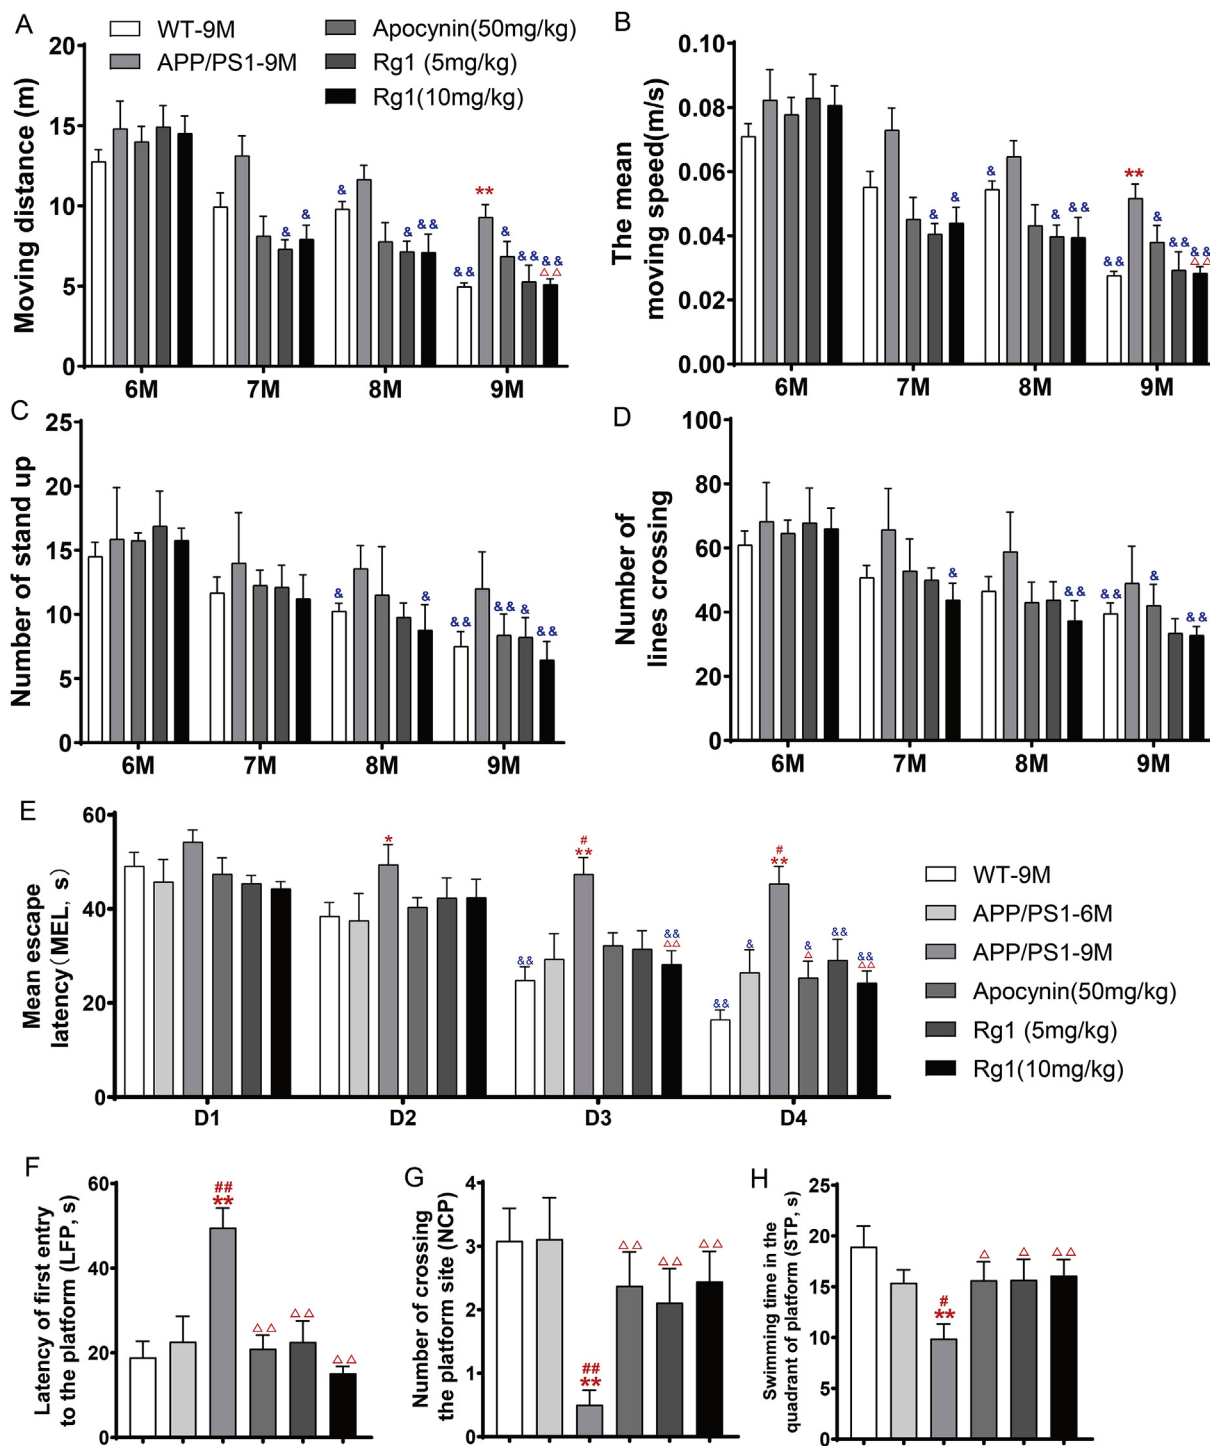 A
WT-9M
APP/PS1-9M
Apocynin(50mg/kg)
Rg1 (5mg/kg)
Rg1(10mg/kg)
Moving distance (m)
20
15
10
5
0
& & & & & && && ** & && && △△
6M 7M 8M 9M
B
The mean
moving speed(m/s)
0.10
0.08
0.06
0.04
0.02
0.00
& & & & && && ** & && && △△
6M 7M 8M 9M
C
Number of stand up
25
20
15
10
5
0
& & && && & &&
6M 7M 8M 9M
D
Number of
lines crossing
100
80
60
40
20
0
& && && & &&
6M 7M 8M 9M
E
Mean escape
latency(MEL, s)
60
40
20
0
* && # ** && △△ && & # ** & △ && && △△
D1 D2 D3 D4
WT-9M
APP/PS1-6M
APP/PS1-9M
Apocynin(50mg/kg)
Rg1 (5mg/kg)
Rg1(10mg/kg)
F
Latency of first entry
to the platform (LFP, s)
60
40
20
0
##
**
△△ △△ △△
G
Number of crossing
the platform site (NCP)
4
3
2
1
0
##
**
△△ △△ △△
H
Swimming time in the
quadrant of platform (STP, s)
25
20
15
10
5
0
#
**
△ △ △△